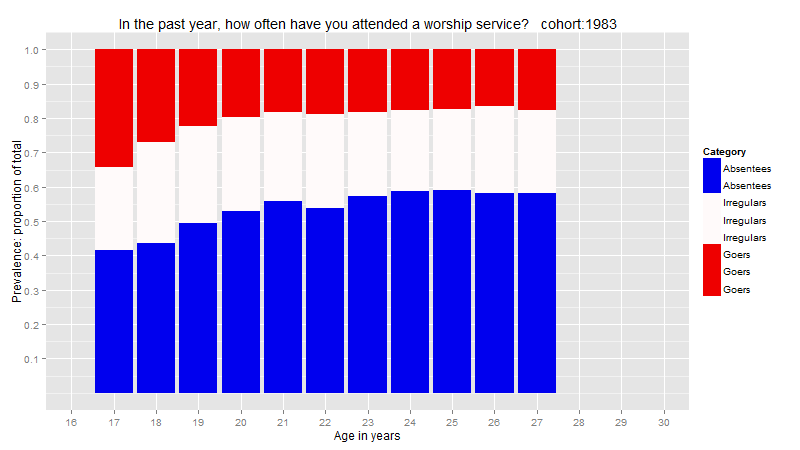 In the past year, how often have you attended a worship service?   cohort:1983
Prevalence: proportion of total
1.0
0.9
0.8
0.7
0.6
0.5
0.4
0.3
0.2
0.1
16 17 18 19 20 21 22 23 24 25 26 27 28 29 30
Age in years
Category
Absentees
Absentees
Irregulars
Irregulars
Irregulars
Goers
Goers
Goers